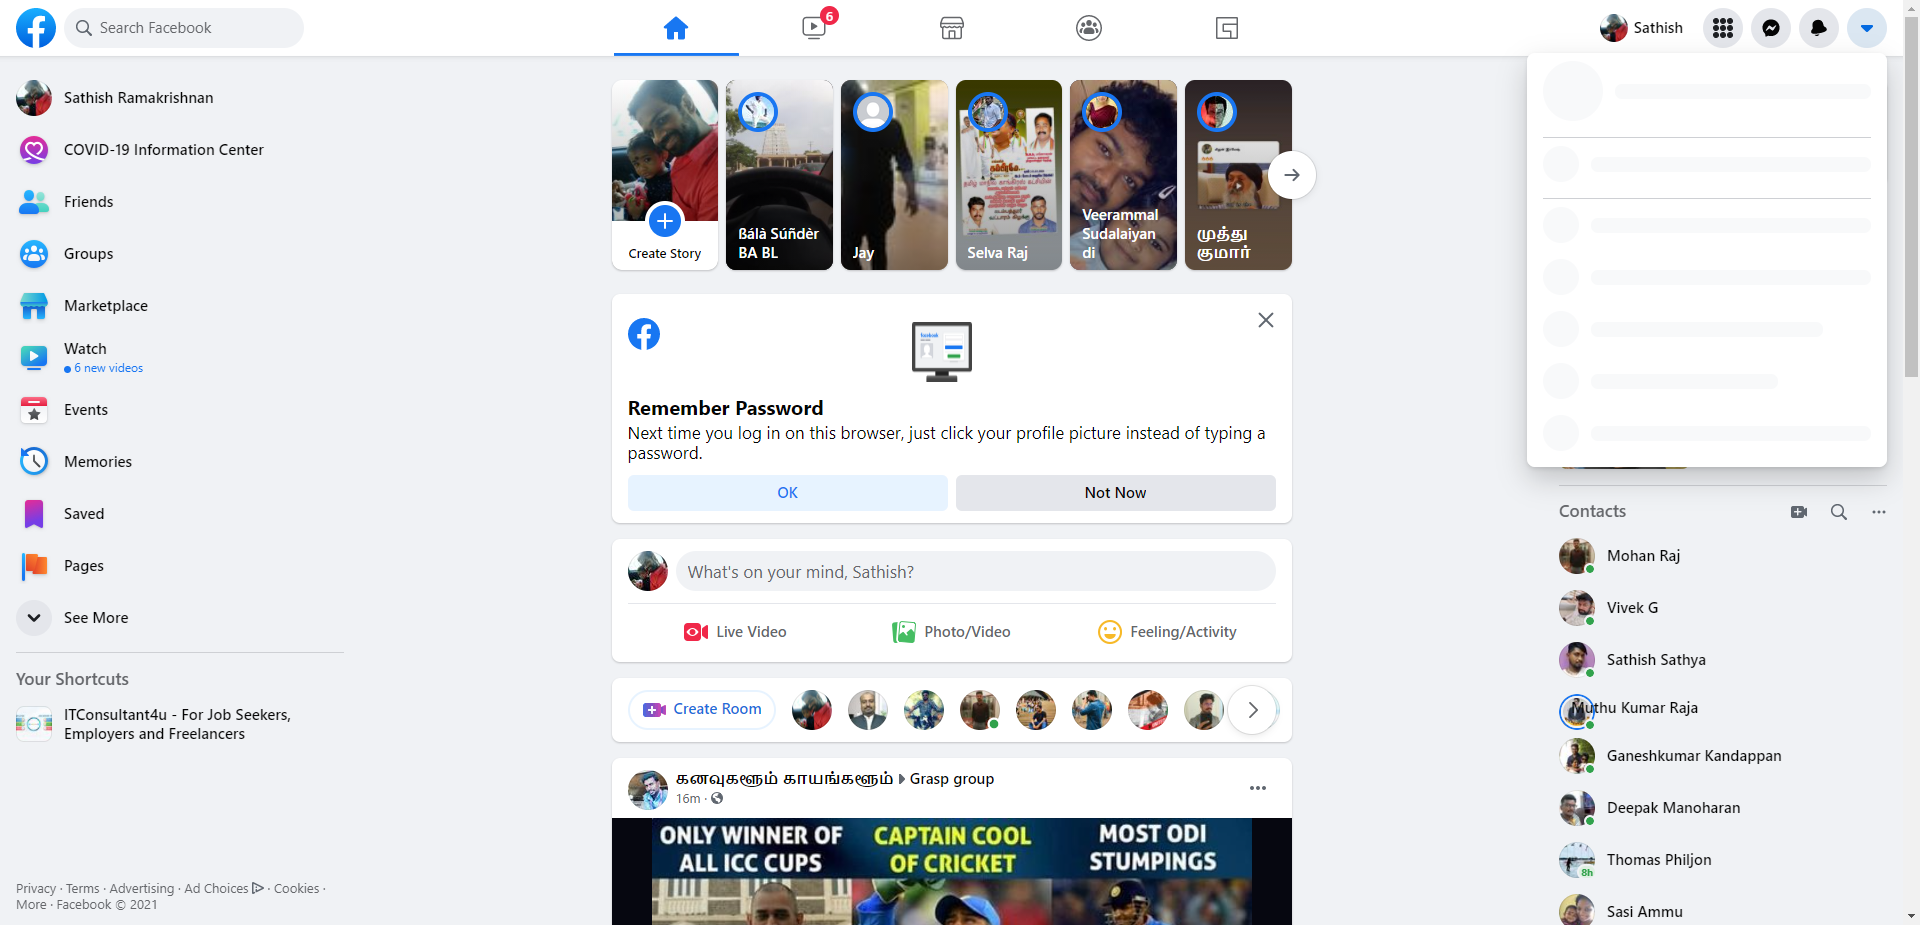 Search Facebook
6
Sathish
Sathish Ramakrishnan
COVID-19 Information Center
Friends
Groups
Marketplace
Watch
6 new videos
Events
Memories
Saved
Pages
See More
Your Shortcuts
ITConsultant4u - For Job Seekers,
Employers and Freelancers
Privacy · Terms · Advertising · Ad Choices · Cookies ·
More · Facebook © 2021
Create Story
ßálà Súñdèr
BA BL
Jay
Selva Raj
Veerammal
Sudalaiyan
di
முத்து
குமார்
Remember Password
Next time you log in on this browser, just click your profile picture instead of typing a
password.
OK
Not Now
What's on your mind, Sathish?
Live Video
Photo/Video
Feeling/Activity
Create Room
கனவுகளூம் காயங்களூம் Grasp group
16m ·
ONLY WINNER OF
ALL ICC CUPS
CAPTAIN COOL
OF CRICKET
MOST ODI
STUMPINGS
Contacts
Mohan Raj
Vivek G
Sathish Sathya
Muthu Kumar Raja
Ganeshkumar Kandappan
Deepak Manoharan
Thomas Philjon
8h
Sasi Ammu